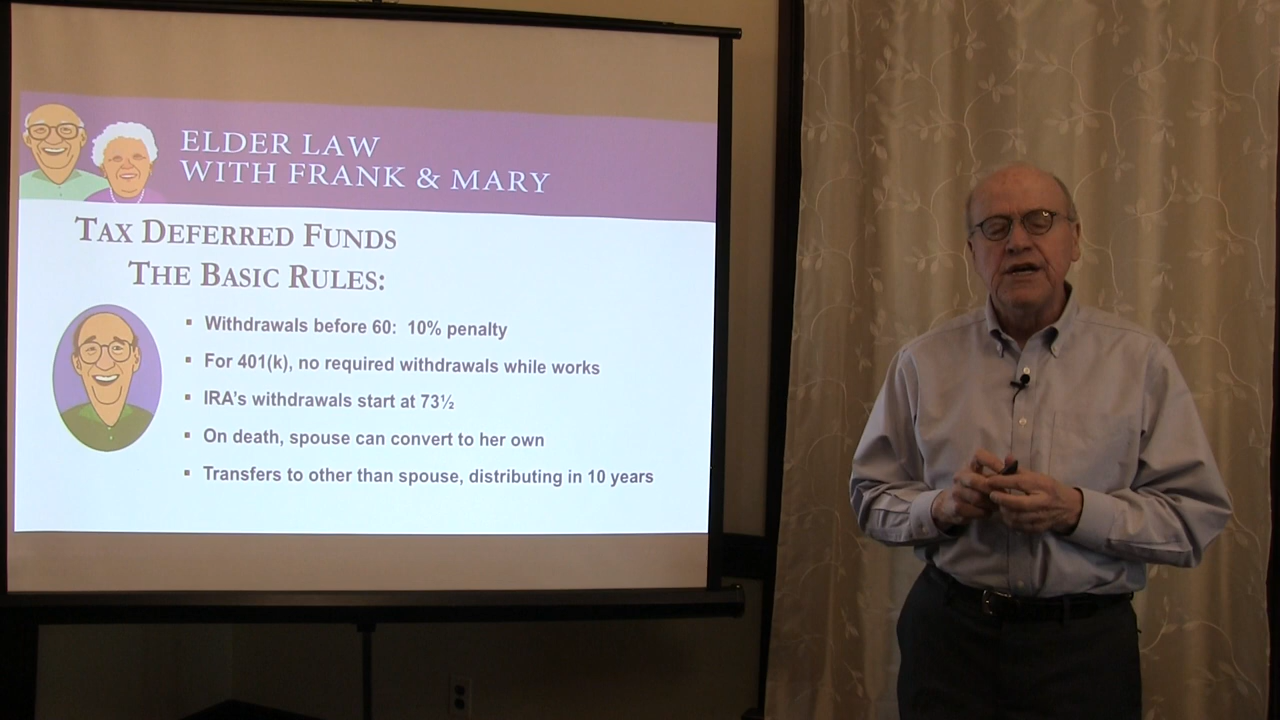 ELDER LAW
WITH FRANK & MARY
TAX DEFERRED FUNDS
THE BASIC RULES:
▪ Withdrawals before 60: 10% penalty
▪ For 401(k), no required withdrawals while works
▪ IRA's withdrawals start at 73½
▪ On death, spouse can convert to her own
▪ Transfers to other than spouse, distributing in 10 years